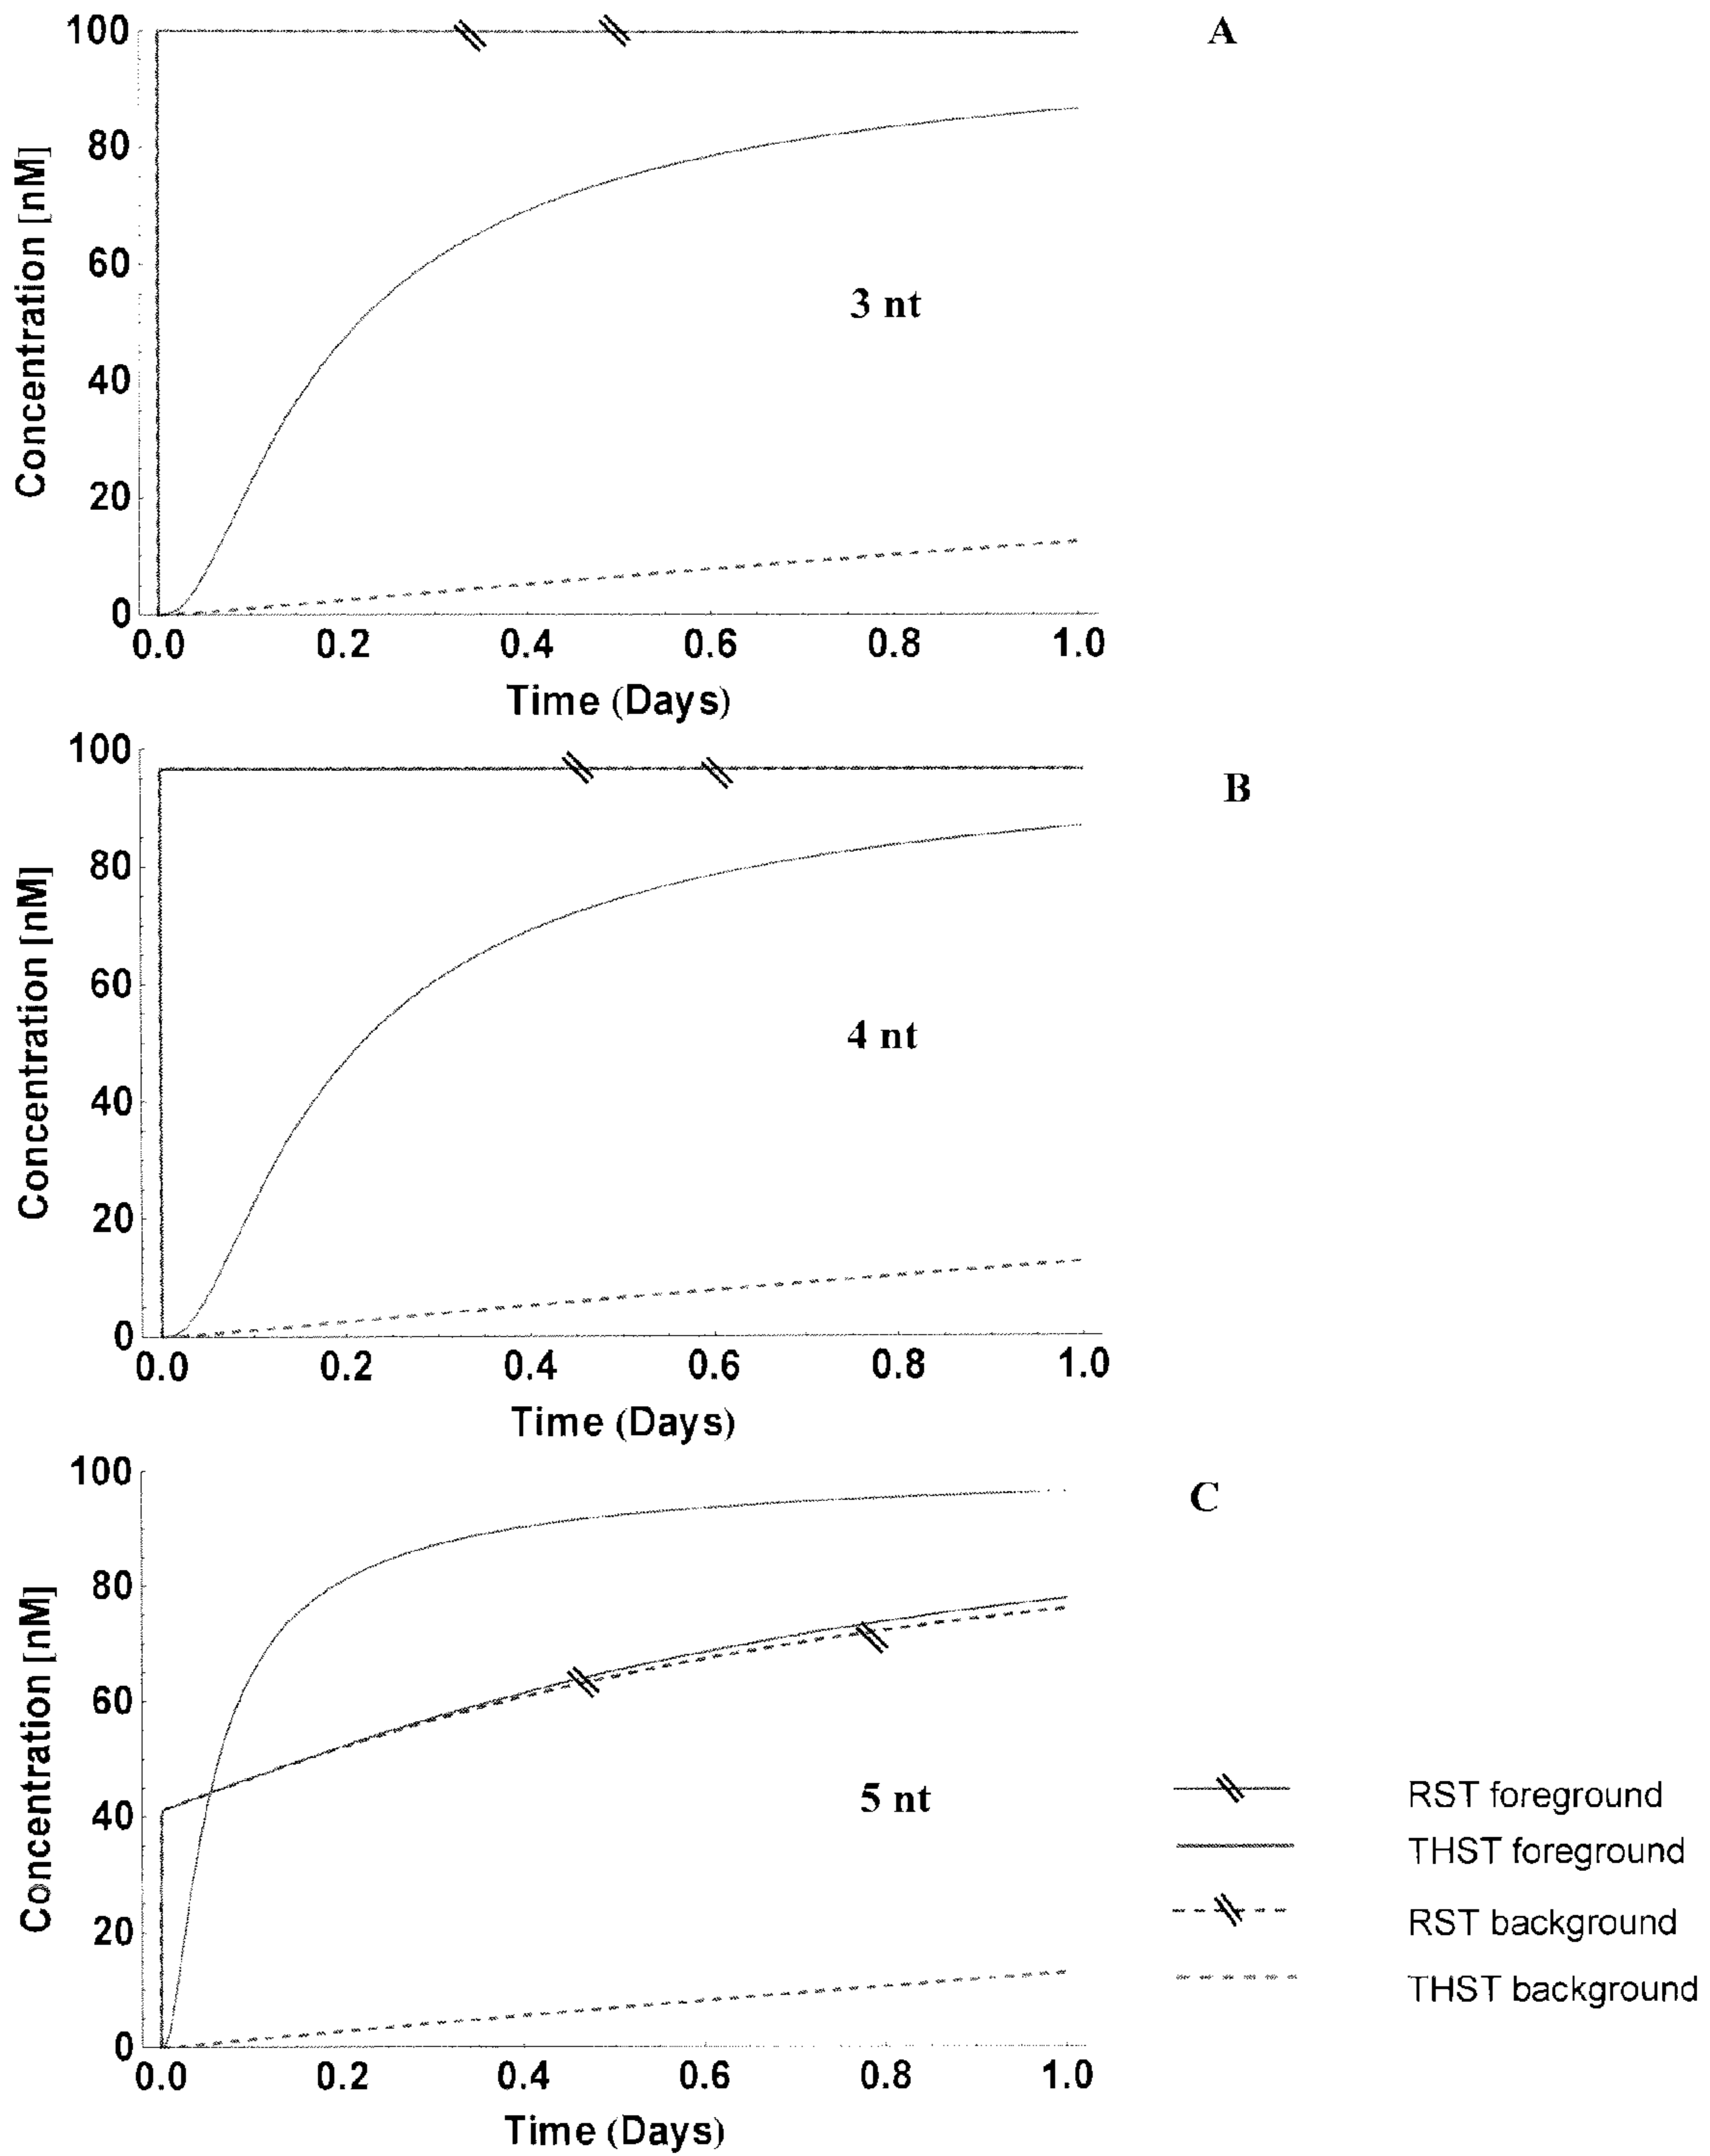 A
100
80
60
40
20
0
Concentration [nM]
3 nt
0.0 0.2 0.4 0.6 0.8 1.0
Time (Days)
B
100
80
60
40
20
0
Concentration [nM]
4 nt
0.0 0.2 0.4 0.6 0.8 1.0
Time (Days)
C
100
80
60
40
20
0
Concentration [nM]
5 nt
0.0 0.2 0.4 0.6 0.8 1.0
Time (Days)
RST foreground
THST foreground
RST background
THST background